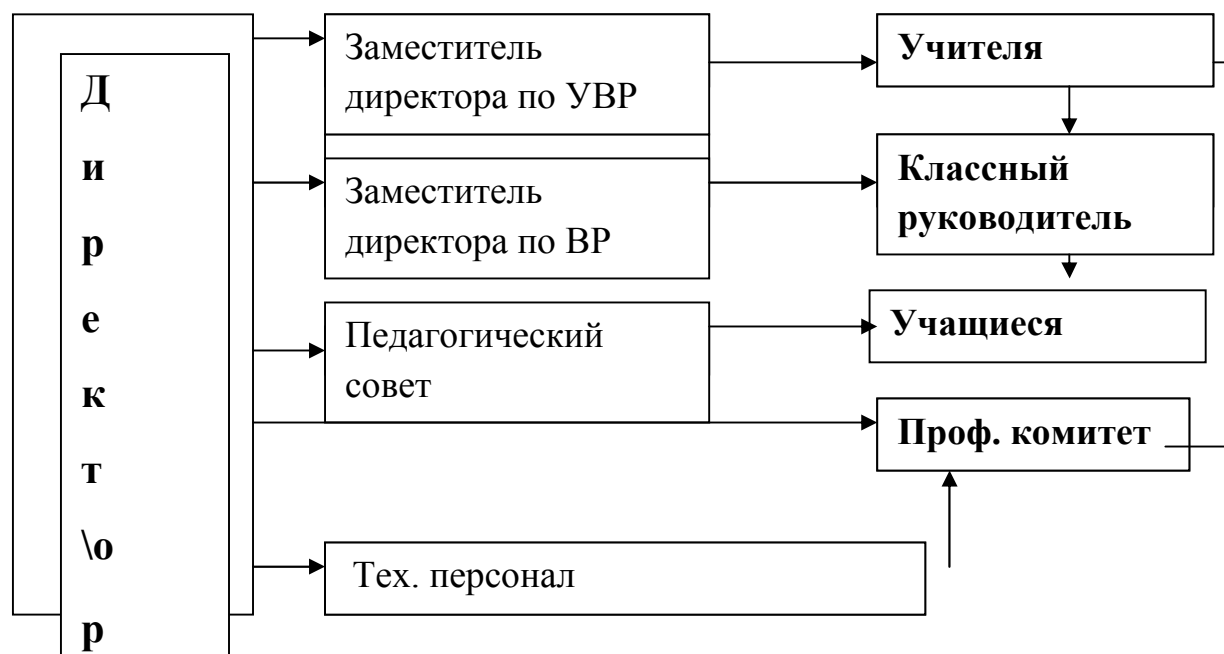 Д
и
р
е
к
т
\о
р
Заместитель
директора по УВР
Заместитель
директора по ВР
Педагогический
совет
Тех. персонал
Учителя
Классный
руководитель
Учащиеся
Проф. комитет